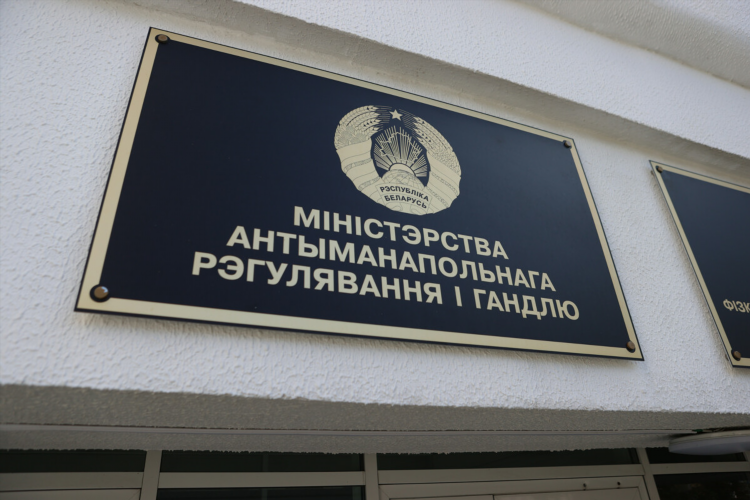 РЭСПУБЛІКА
БЕЛАРУСЬ
МІНІСТЭРСТВА
АНТЫМАНАПОЛЬНАГА
РЭГУЛЯВАННЯ І ГАНДЛЮ